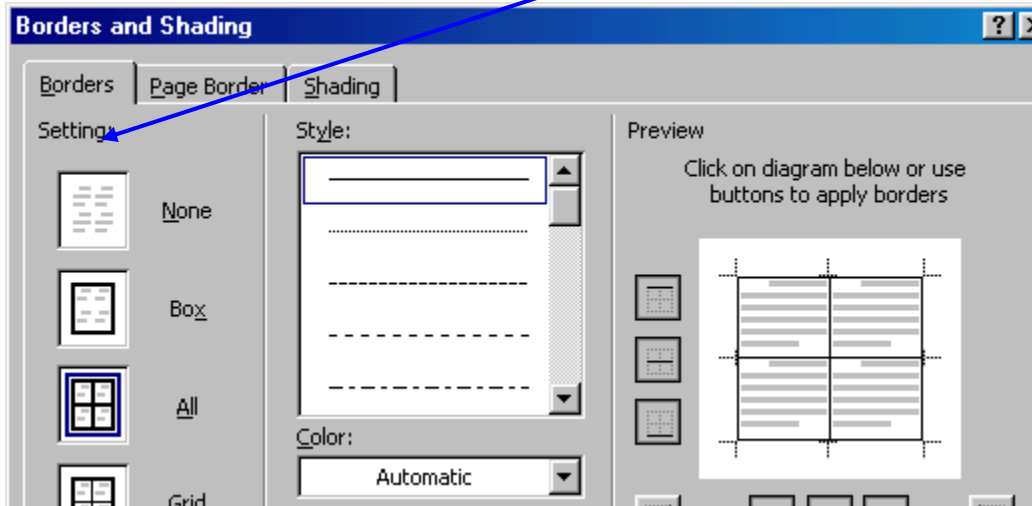 Borders and Shading
Borders
Page Border
Shading
Setting:
None
Box
All
Grid
Style:
Color:
Automatic
Preview
Click on diagram below or use
buttons to apply borders